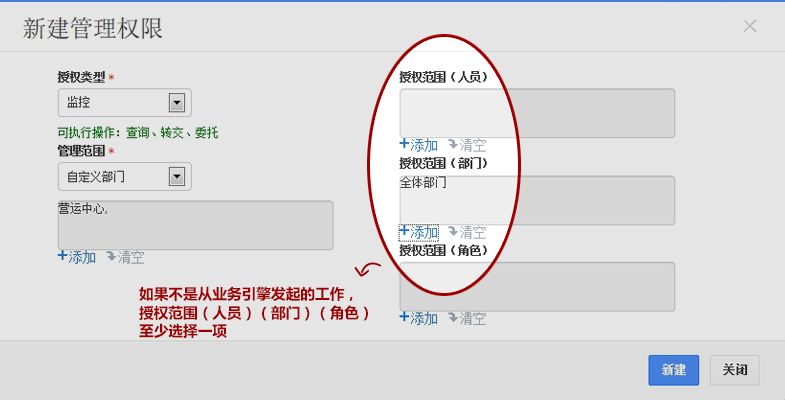 新建管理权限
授权类型*
监控
可执行操作：查询、转交、委托
管理范围*
自定义部门
营运中心,
+添加 清空
授权范围（人员）
+添加 清空
授权范围（部门）
全体部门
+添加 清空
授权范围（角色）
+添加 清空
如果不是从业务引擎发起的工作，
授权范围（人员）（部门）（角色）
至少选择一项
新建 关闭